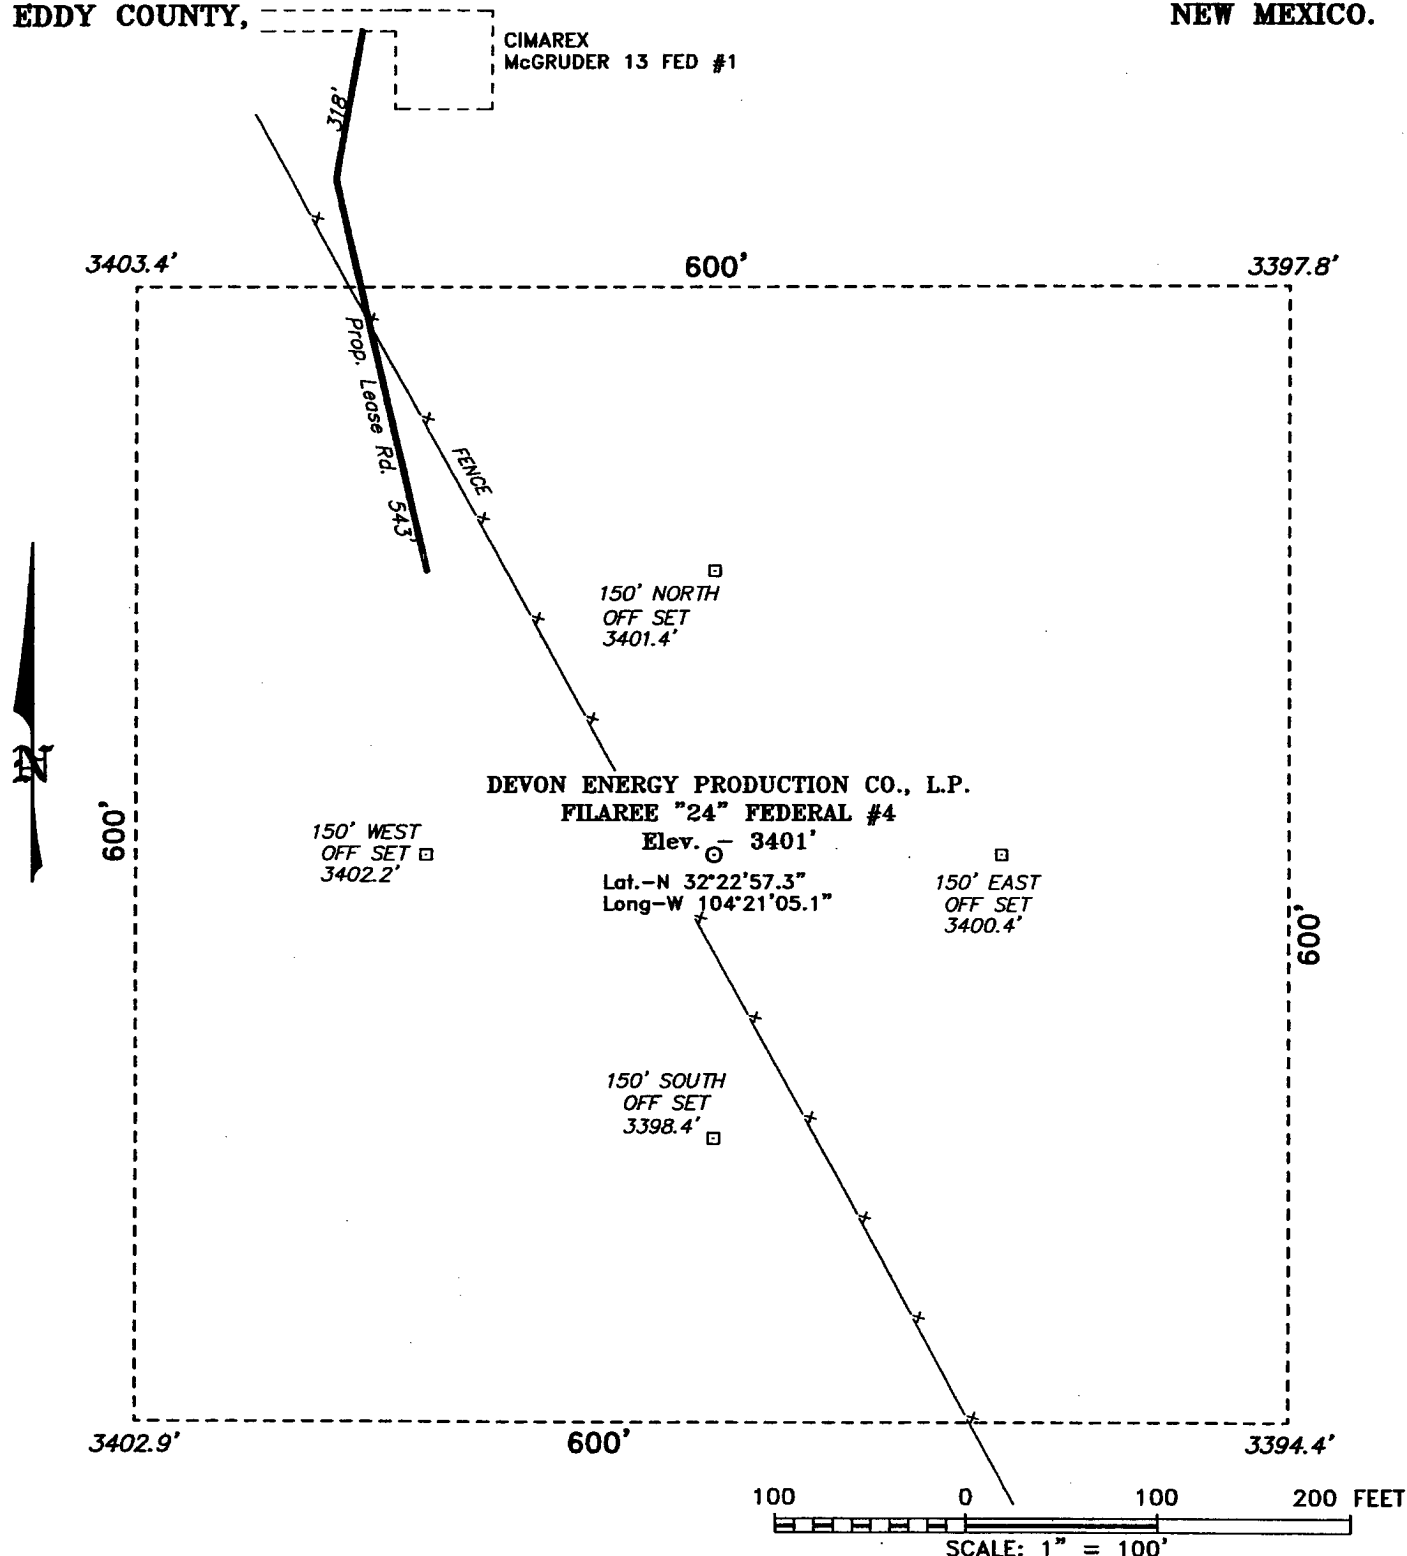 EDDY COUNTY,
NEW MEXICO.
CIMAREX
McGRUDER 13 FED #1
318'
3403.4'
600'
3397.8'
Prop. Lease Rd. 543'
FENCE
150' NORTH
OFF SET
3401.4'
N
DEVON ENERGY PRODUCTION CO., L.P.
FILAREE "24" FEDERAL #4
Elev. - 3401'
Lat.-N 32°22'57.3"
Long-W 104°21'05.1"
600'
150' WEST
OFF SET
3402.2'
150' EAST
OFF SET
3400.4'
600'
150' SOUTH
OFF SET
3398.4'
3402.9'
600'
3394.4'
100 0 100 200 FEET
SCALE: 1" = 100'